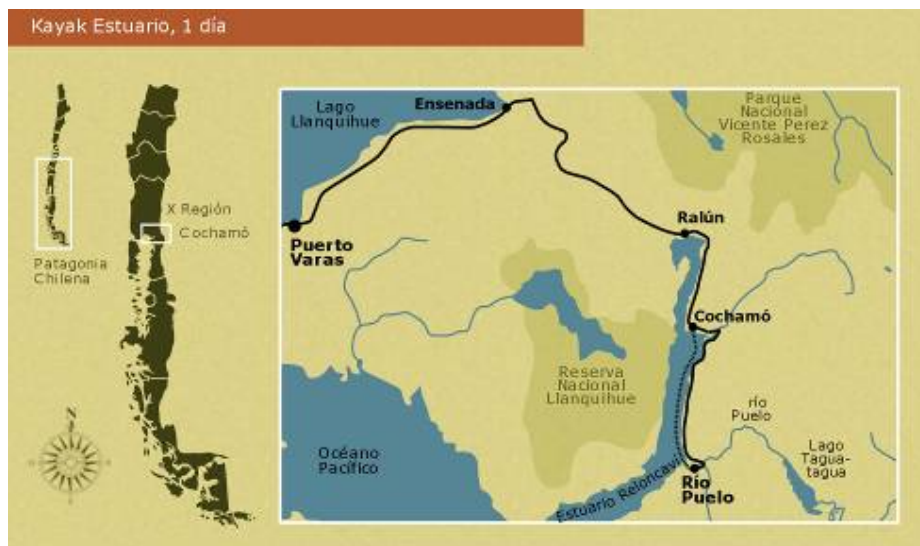 Kayak Estuario, 1 día
X Región
Cochamó
Patagonia
Chilena
N
Lago
Llanquihue
Ensenada
Parque
Nacional
Vicente Perez
Rosales
Puerto
Varas
Ralún
Cochamó
Reserva
Nacional
Llanquihue
río
Puelo
Océano
Pacífico
Lago
Tagua-
tagua
Río
Puelo
Estuario Reloncaví